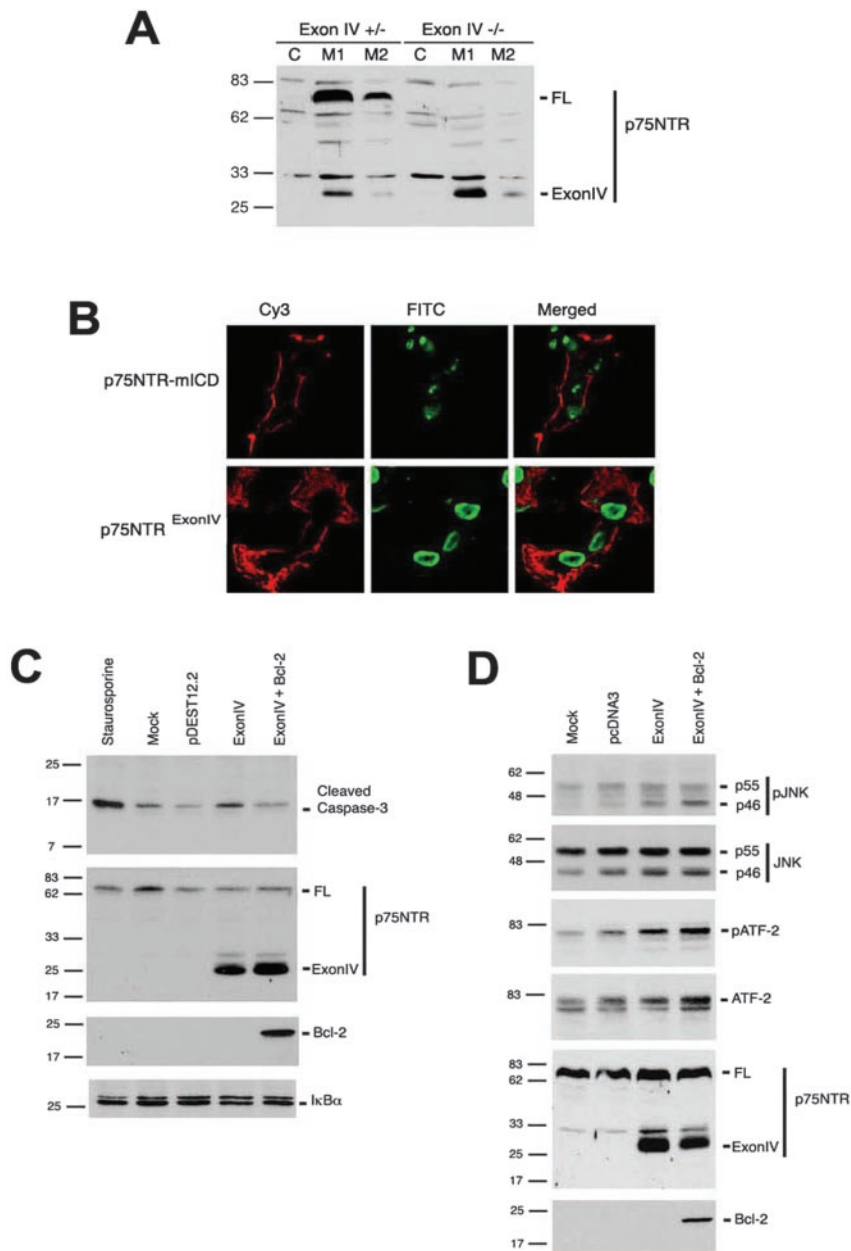 A
Exon IV +/- Exon IV -/-
C M1 M2 C M1 M2
83
FL
62
p75NTR
33
ExonIV
25
B
Cy3 FITC Merged
p75NTR-mICD
p75NTR ExonIV
C
Staurosporine
Mock
pDEST12.2
ExonIV
ExonIV + Bcl-2
25
17
Cleaved
Caspase-3
7
83
62
FL
p75NTR
33
25
ExonIV
17
25
Bcl-2
17
25
IκBα
D
Mock
pcDNA3
ExonIV
ExonIV + Bcl-2
62
p55
pJNK
48
p46
62
p55
JNK
48
p46
83
pATF-2
83
ATF-2
83
FL
62
p75NTR
33
ExonIV
25
17
25
Bcl-2
17